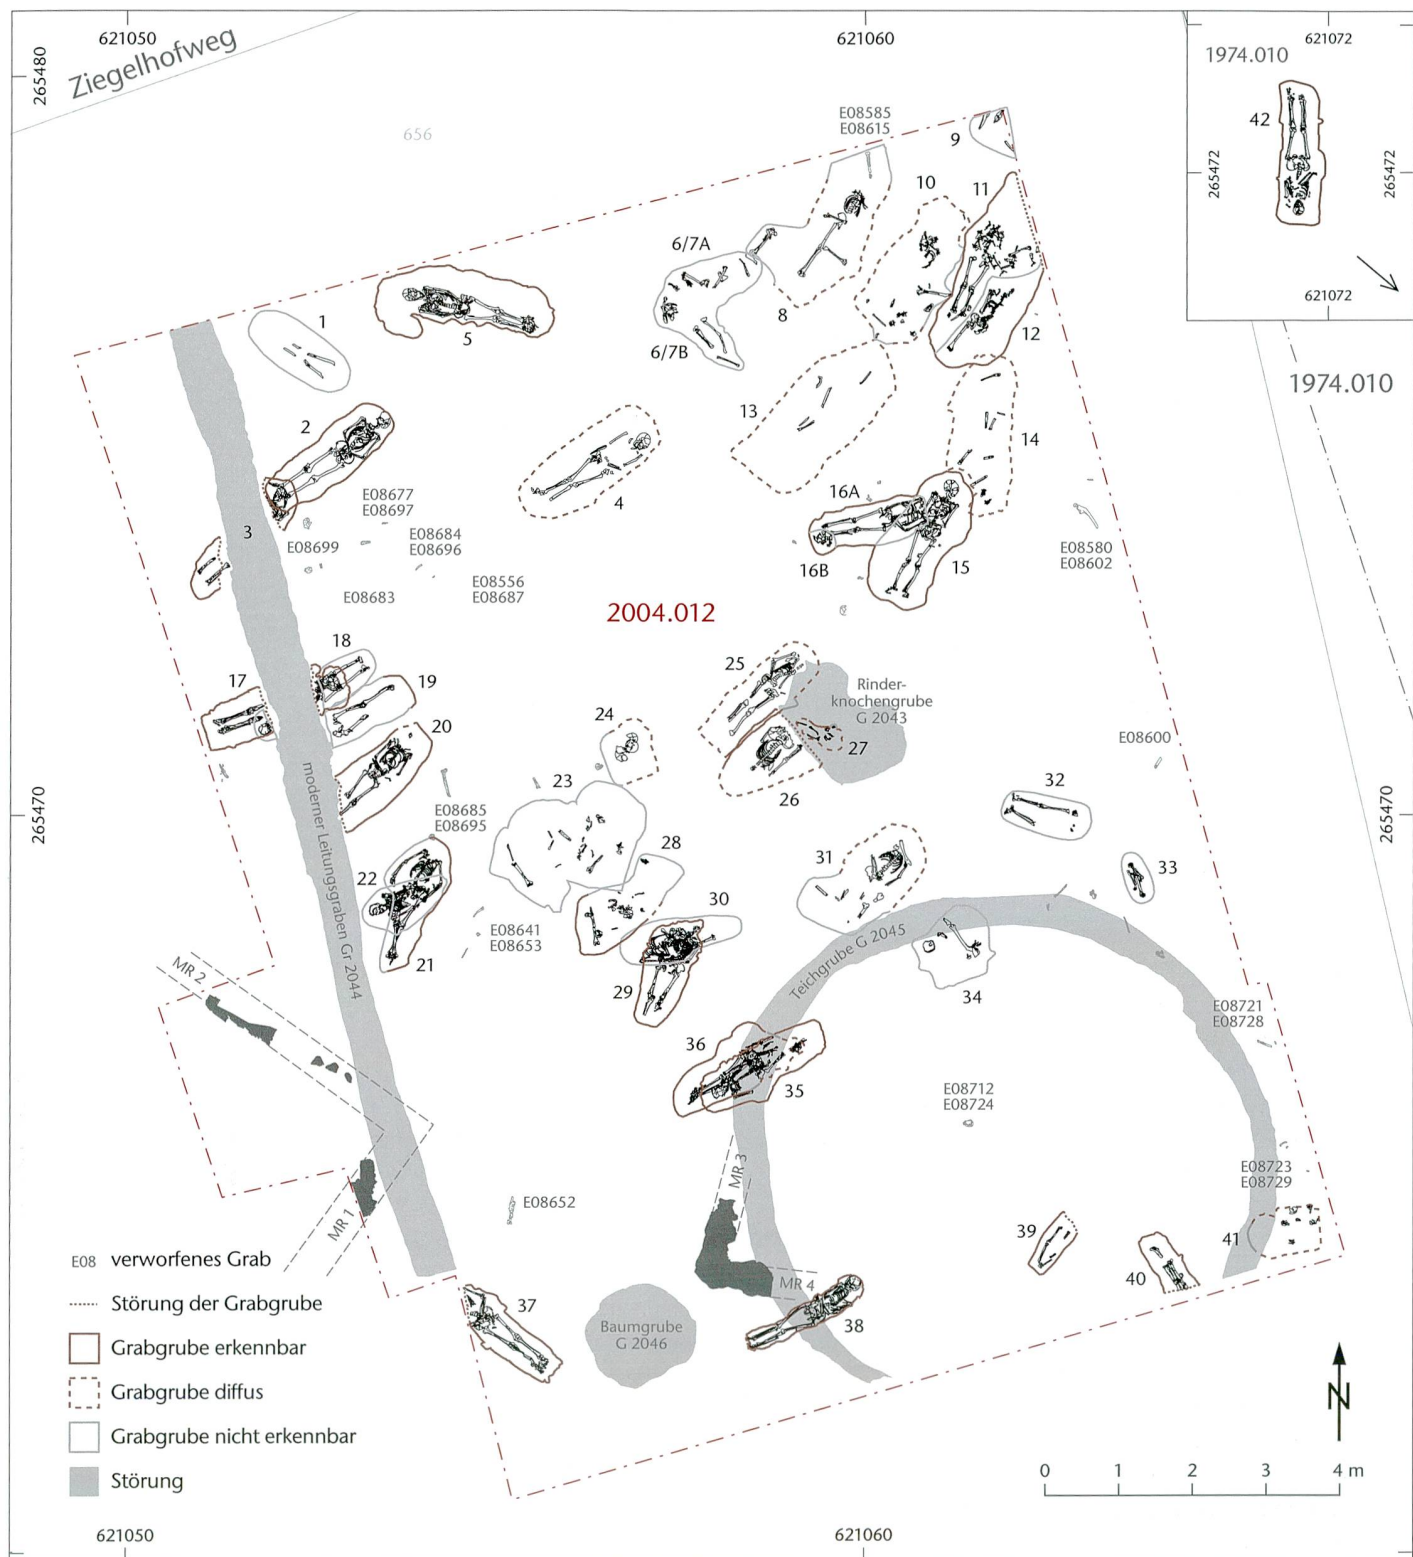 621050
621060
265480
Ziegelhofweg
656
1974.010
621072
42
265472
265472
621072
1974.010
E08585
E08615
9
10
11
6/7A
1
5
8
12
6/7B
2
13
14
4
16A
E08677
E08697
3
E08699
E08684
E08696
16B
15
E08580
E08602
E08683
E08556
E08687
2004.012
18
25
17
19
Rinder-
knochengrube
G 2043
24
20
27
E08600
moderner Leitungsgraben Gr 2044
23
26
32
E08685
E08695
265470
265470
28
31
33
22
30
E08641
E08653
Teichgrube G 2045
21
MR 2
29
34
E08721
E08728
36
35
E08712
E08724
MR 3
E08723
E08729
E08652
MR 1
39
41
E08 verworfenes Grab
40
MR 4
Störung der Grabgrube
37
38
Baumgrube
G 2046
Grabgrube erkennbar
Grabgrube diffus
N
Grabgrube nicht erkennbar
Störung
0 1 2 3 4 m
621050
621060